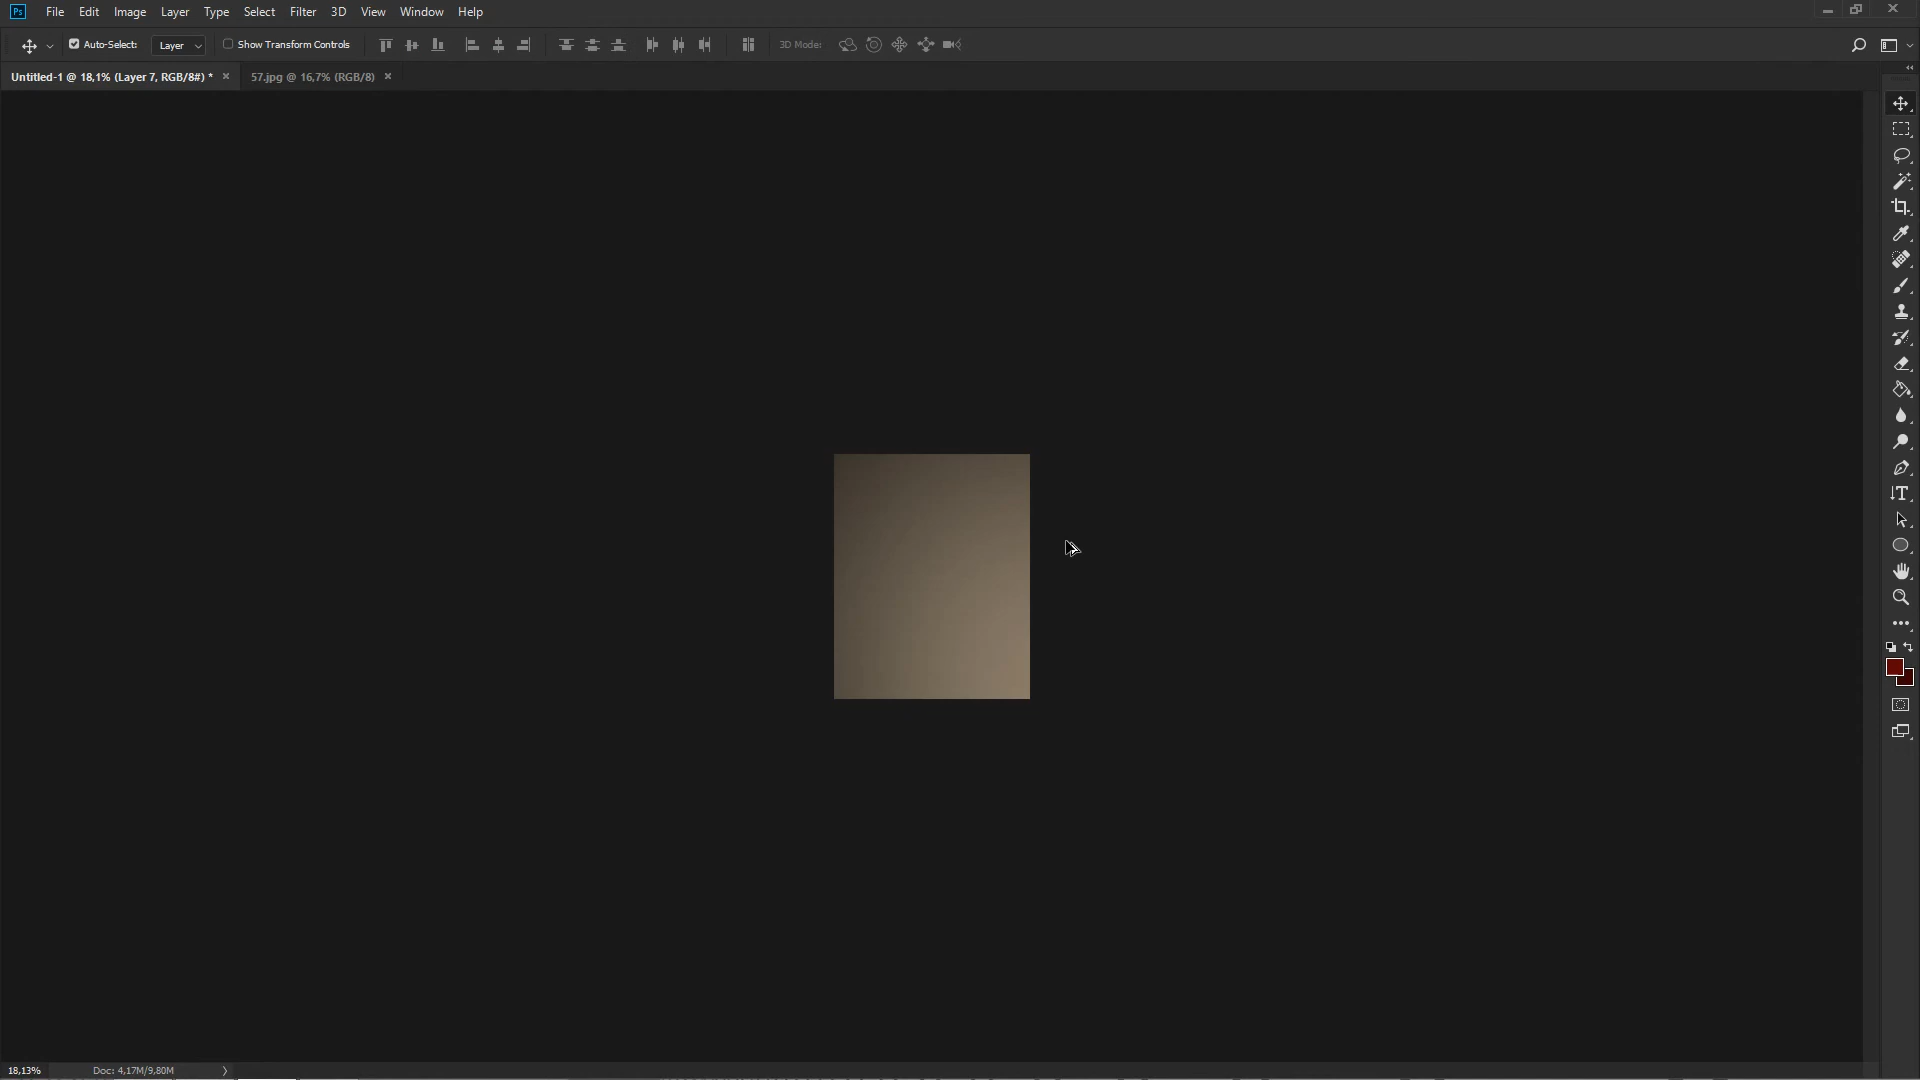 Ps File Edit Image Layer Type Select Filter 3D View Window Help
Auto-Select: Layer Show Transform Controls 3D Mode:
Untitled-1 @ 18,1% (Layer 7, RGB/8#) * 57.jpg @ 16,7% (RGB/8)
18,13% Doc: 4,17M/9,80M